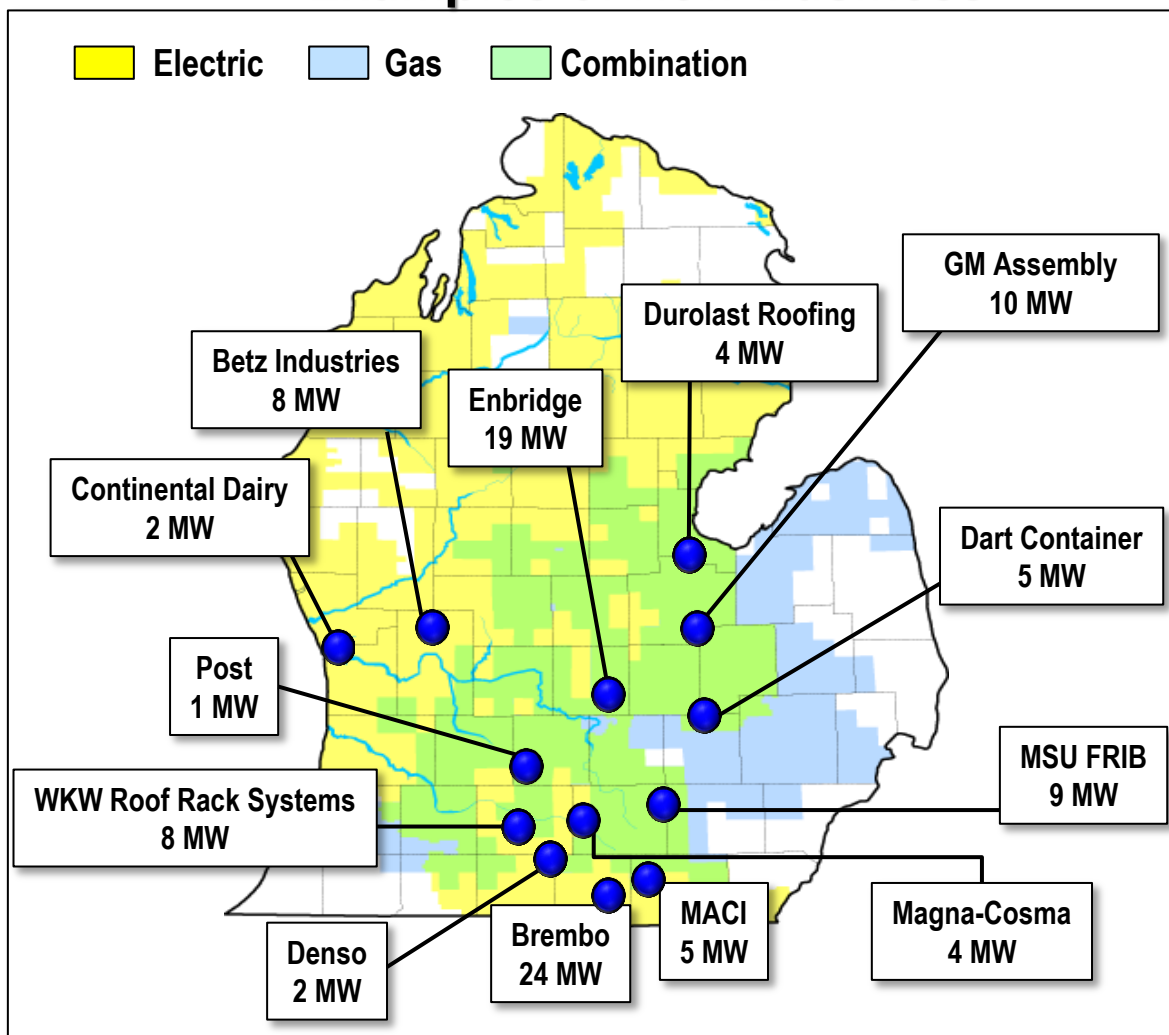 Electric
Gas
Combination
GM Assembly
10 MW
Durolast Roofing
4 MW
Betz Industries
8 MW
Enbridge
19 MW
Continental Dairy
2 MW
Dart Container
5 MW
Post
1 MW
MSU FRIB
9 MW
WKW Roof Rack Systems
8 MW
MACI
5 MW
Magna-Cosma
4 MW
Brembo
24 MW
Denso
2 MW